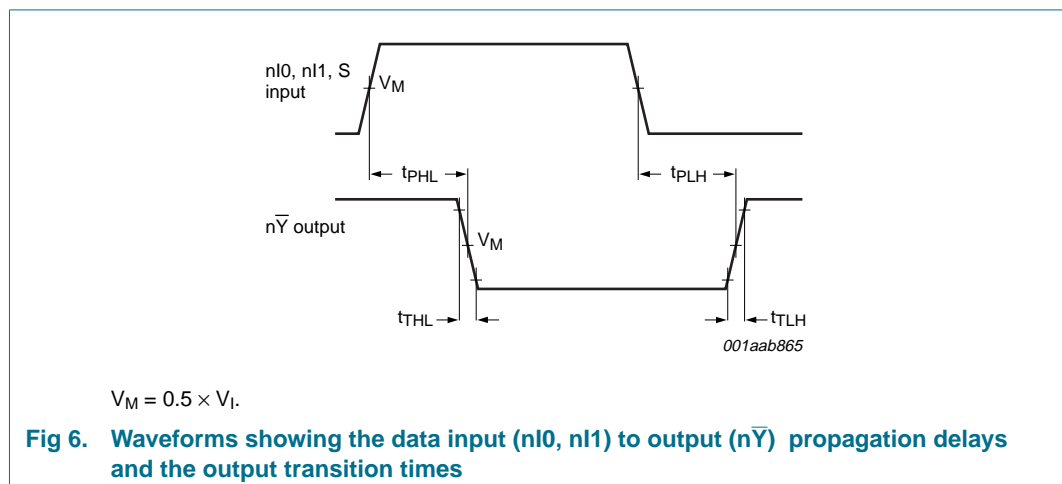 nI0, nI1, S
input
VM
tPHL
tPLH
nY̅ output
VM
tTHL
tTLH
001aab865
VM = 0.5 × VI.
Fig 6. Waveforms showing the data input (nI0, nI1) to output (nY̅) propagation delays
and the output transition times